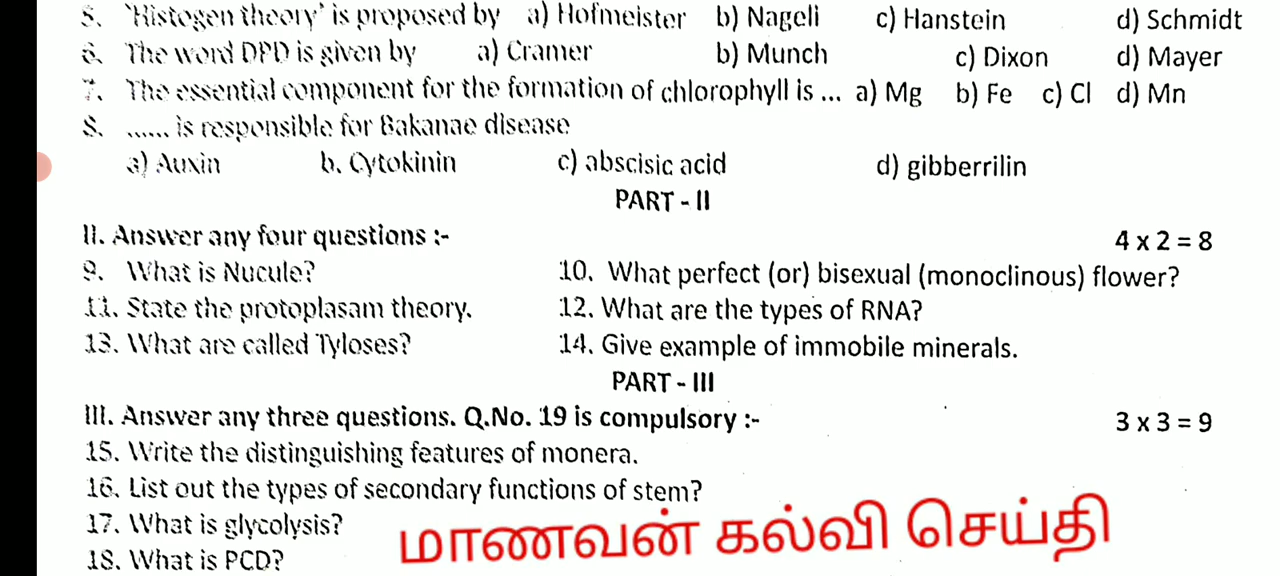 5. 'Histogen theory' is proposed by a) Hofmeister b) Nageli c) Hanstein d) Schmidt
6. The word DPD is given by a) Cramer b) Munch c) Dixon d) Mayer
7. The essential component for the formation of chlorophyll is ... a) Mg b) Fe c) Cl d) Mn
8. ...... is responsible for Bakanae disease
a) Auxin b. Cytokinin c) abscisic acid d) gibberrilin
PART - II
II. Answer any four questions :- 4 x 2 = 8
9. What is Nucule? 10. What perfect (or) bisexual (monoclinous) flower?
11. State the protoplasam theory. 12. What are the types of RNA?
13. What are called Tyloses? 14. Give example of immobile minerals.
PART - III
III. Answer any three questions. Q.No. 19 is compulsory :- 3 x 3 = 9
15. Write the distinguishing features of monera.
16. List out the types of secondary functions of stem?
17. What is glycolysis?
மாணவன் கல்வி செய்தி
18. What is PCD?